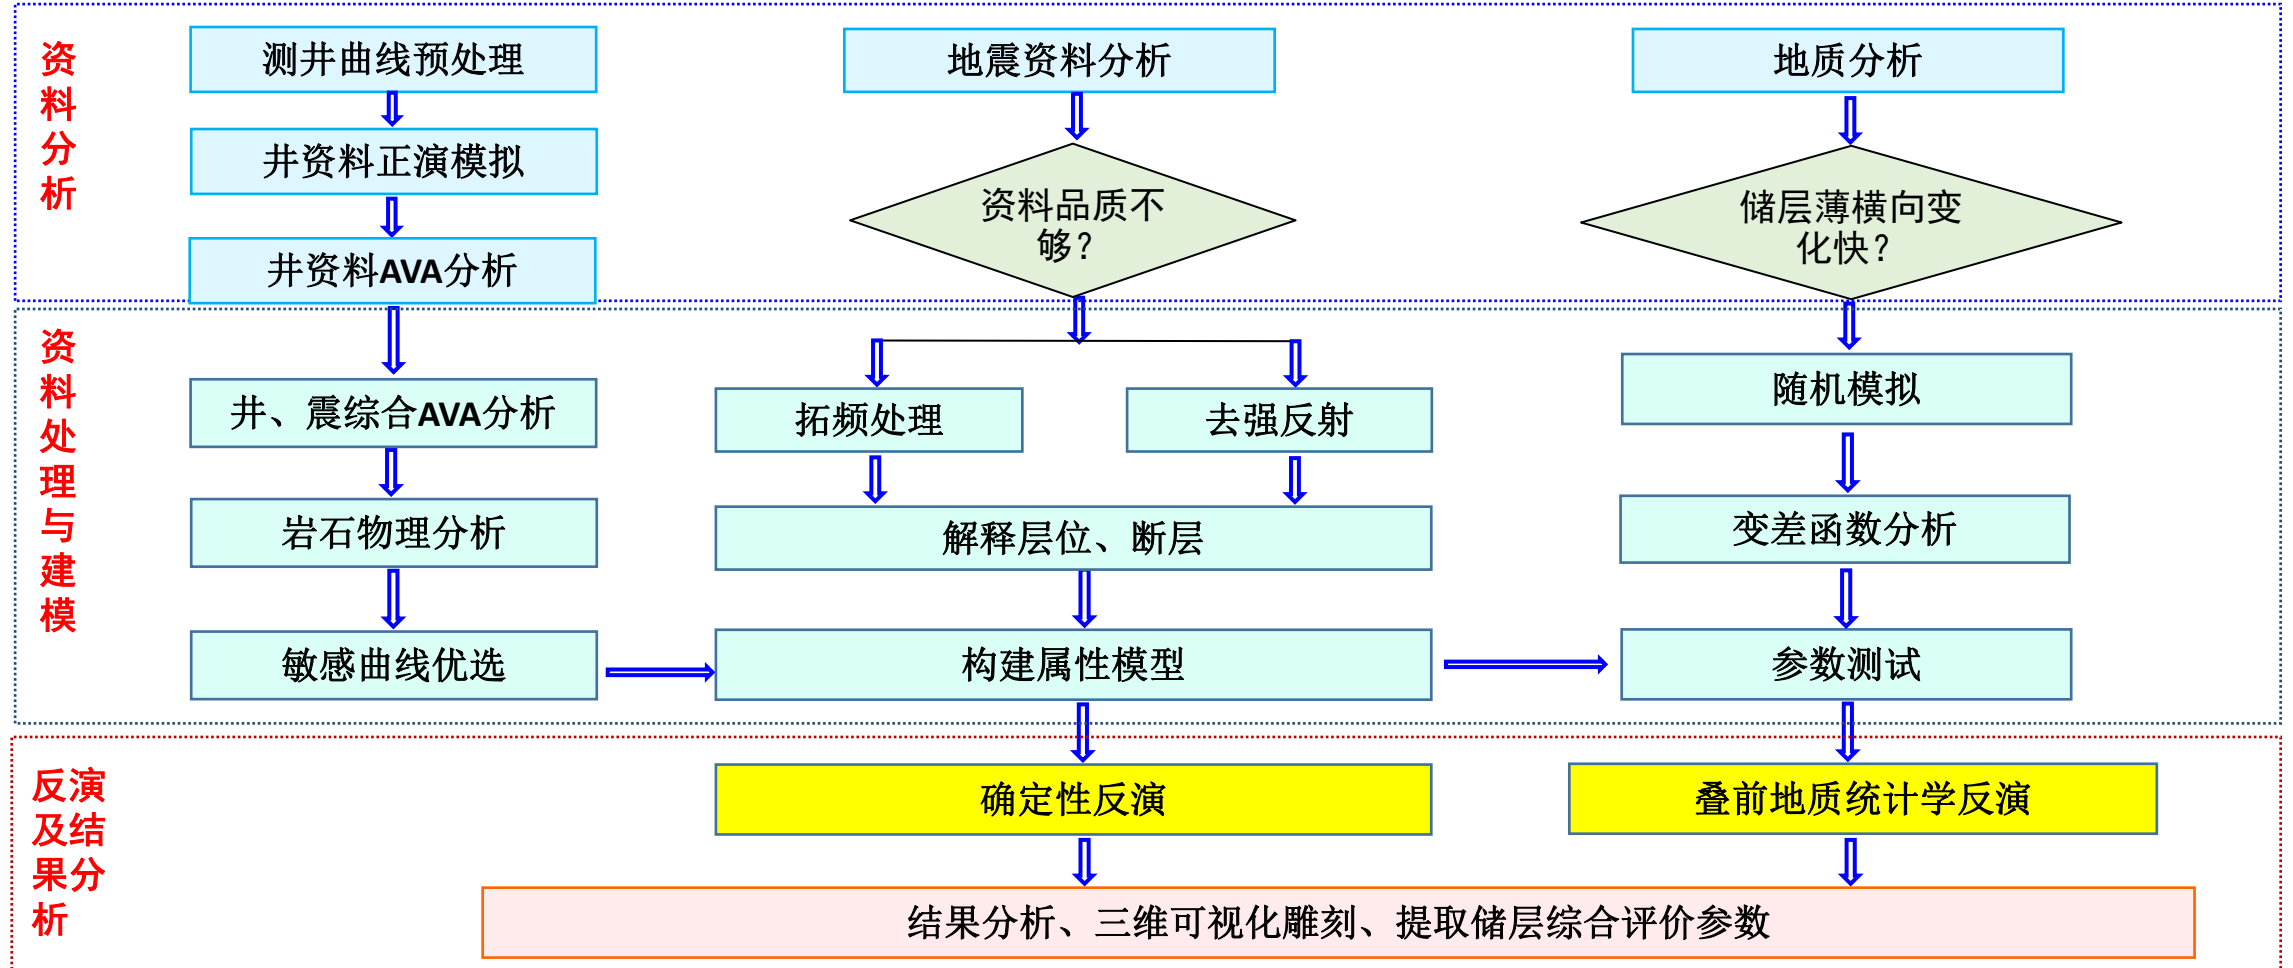 资
料
分
析
测井曲线预处理
地震资料分析
地质分析
井资料正演模拟
资料品质不
够？
储层薄横向变
化快？
井资料AVA分析
资
料
处
理
与
建
模
井、震综合AVA分析
拓频处理
去强反射
随机模拟
岩石物理分析
解释层位、断层
变差函数分析
敏感曲线优选
构建属性模型
参数测试
反演
及结
果分
析
确定性反演
叠前地质统计学反演
结果分析、三维可视化雕刻、提取储层综合评价参数